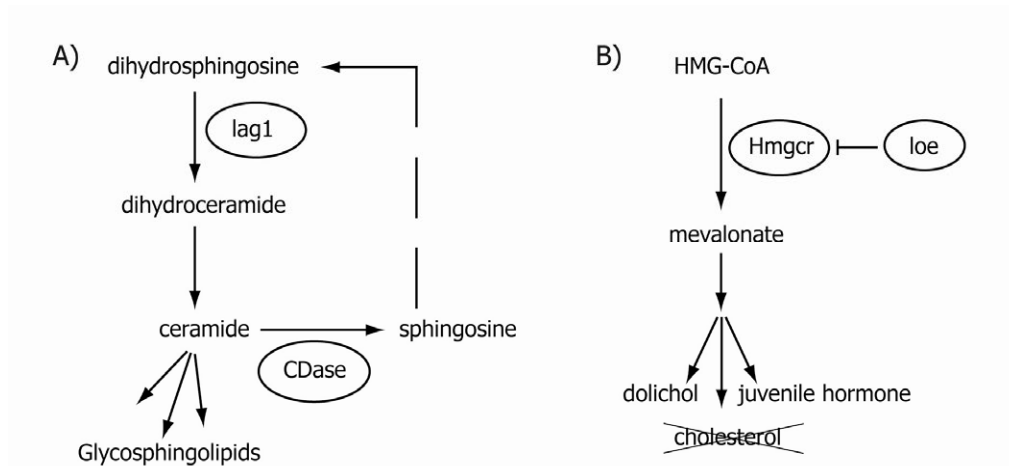 A)
dihydrosphingosine
lag1
dihydroceramide
ceramide
sphingosine
CDase
Glycosphingolipids
B)
HMG-CoA
Hmgcr
loe
mevalonate
dolichol
juvenile hormone
cholesterol